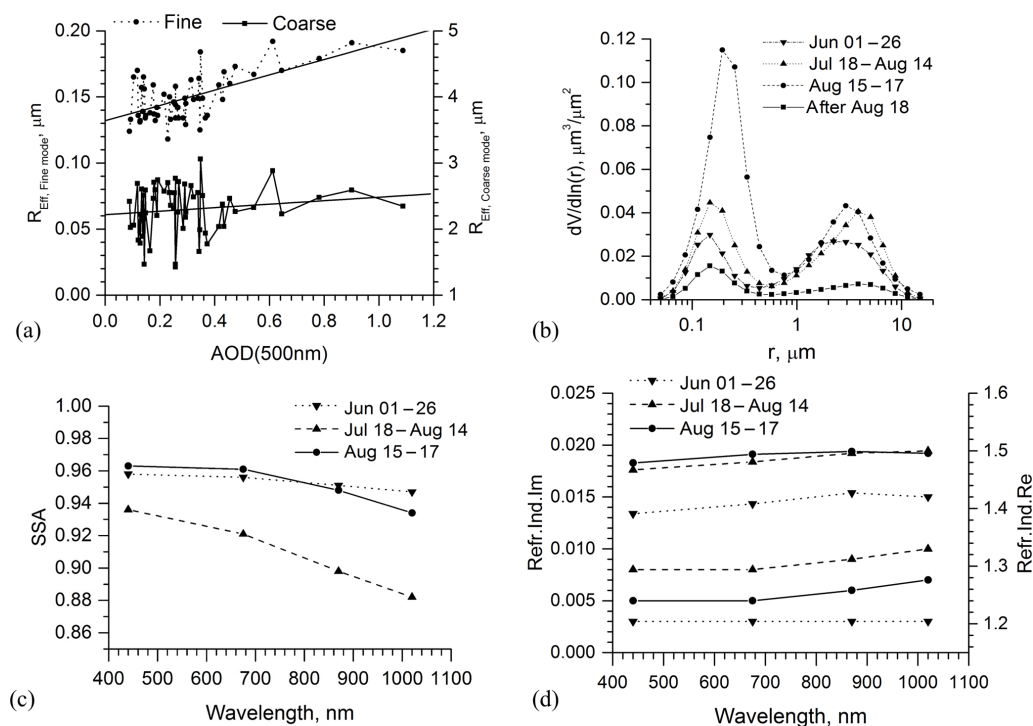 Fine
Coarse
0.20
0.15
0.10
0.05
0.00
R_Eff, Fine mode, μm
5
4
3
2
1
R_Eff, Coarse mode, μm
0.0 0.2 0.4 0.6 0.8 1.0 1.2
AOD(500nm)
(a)
Jun 01–26
Jul 18–Aug 14
Aug 15–17
After Aug 18
0.12
0.10
0.08
0.06
0.04
0.02
0.00
dV/dln(r), μm³/μm²
0.1 1 10
r, μm
(b)
Jun 01–26
Jul 18–Aug 14
Aug 15–17
1.00
0.98
0.96
0.94
0.92
0.90
0.88
0.86
SSA
400 500 600 700 800 900 1000 1100
Wavelength, nm
(c)
Jun 01–26
Jul 18–Aug 14
Aug 15–17
0.025
0.020
0.015
0.010
0.005
0.000
Refr.Ind.Im
1.6
1.5
1.4
1.3
1.2
Refr.Ind.Re
400 500 600 700 800 900 1000 1100
Wavelength, nm
(d)